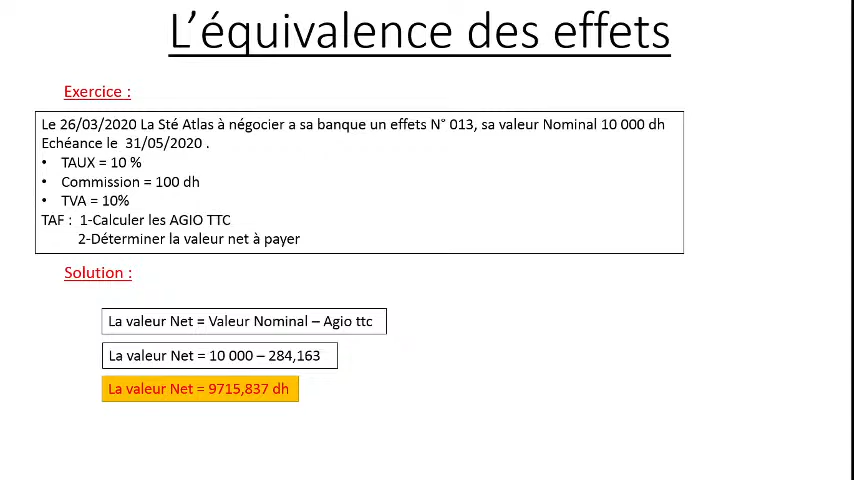 L’équivalence des effets
Exercice :
Le 26/03/2020 La Sté Atlas à négocier a sa banque un effets N° 013, sa valeur Nominal 10 000 dh
Echéance le 31/05/2020 .
• TAUX = 10 %
• Commission = 100 dh
• TVA = 10%
TAF : 1-Calculer les AGIO TTC
2-Déterminer la valeur net à payer
Solution :
La valeur Net = Valeur Nominal – Agio ttc
La valeur Net = 10 000 – 284,163
La valeur Net = 9715,837 dh